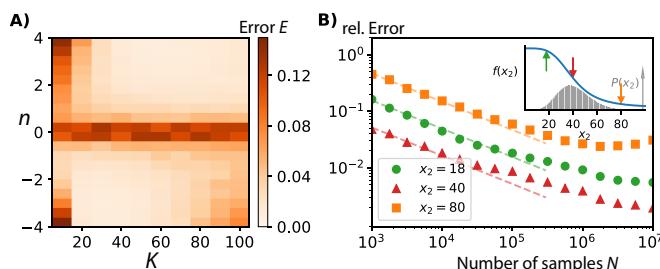 A)
Error E
4
2
0
−2
−4
n
20
40
60
80
100
K
0.12
0.08
0.04
0.00
B)
rel. Error
10⁰
10⁻¹
10⁻²
10³
10⁴
10⁵
10⁶
10⁷
Number of samples N
x₂ = 18
x₂ = 40
x₂ = 80
f(x₂)
P(x₂)
20
40
60
80
x₂